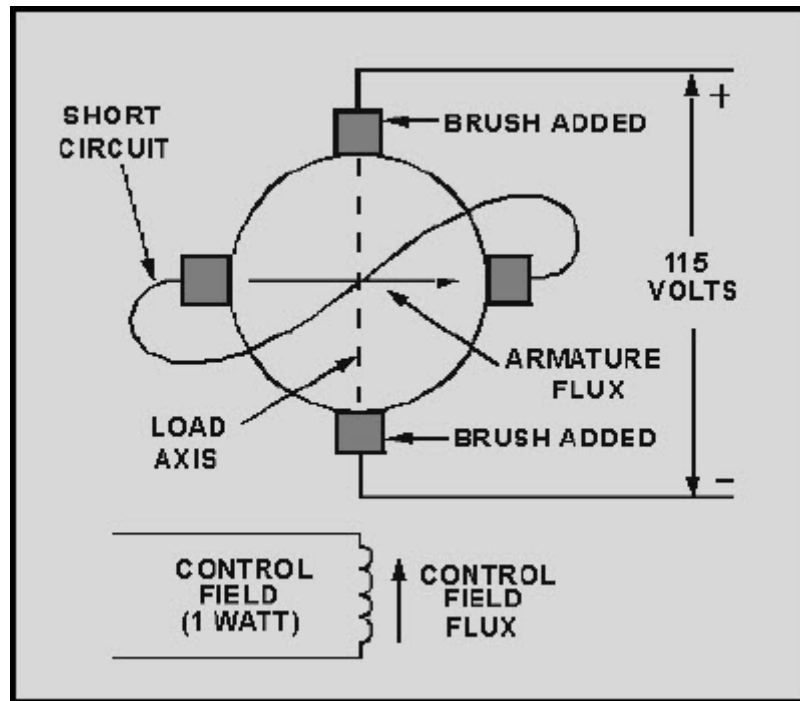 SHORT
CIRCUIT
BRUSH ADDED
+
115
VOLTS
ARMATURE
FLUX
LOAD
AXIS
BRUSH ADDED
−
CONTROL
FIELD
(1 WATT)
CONTROL
FIELD
FLUX